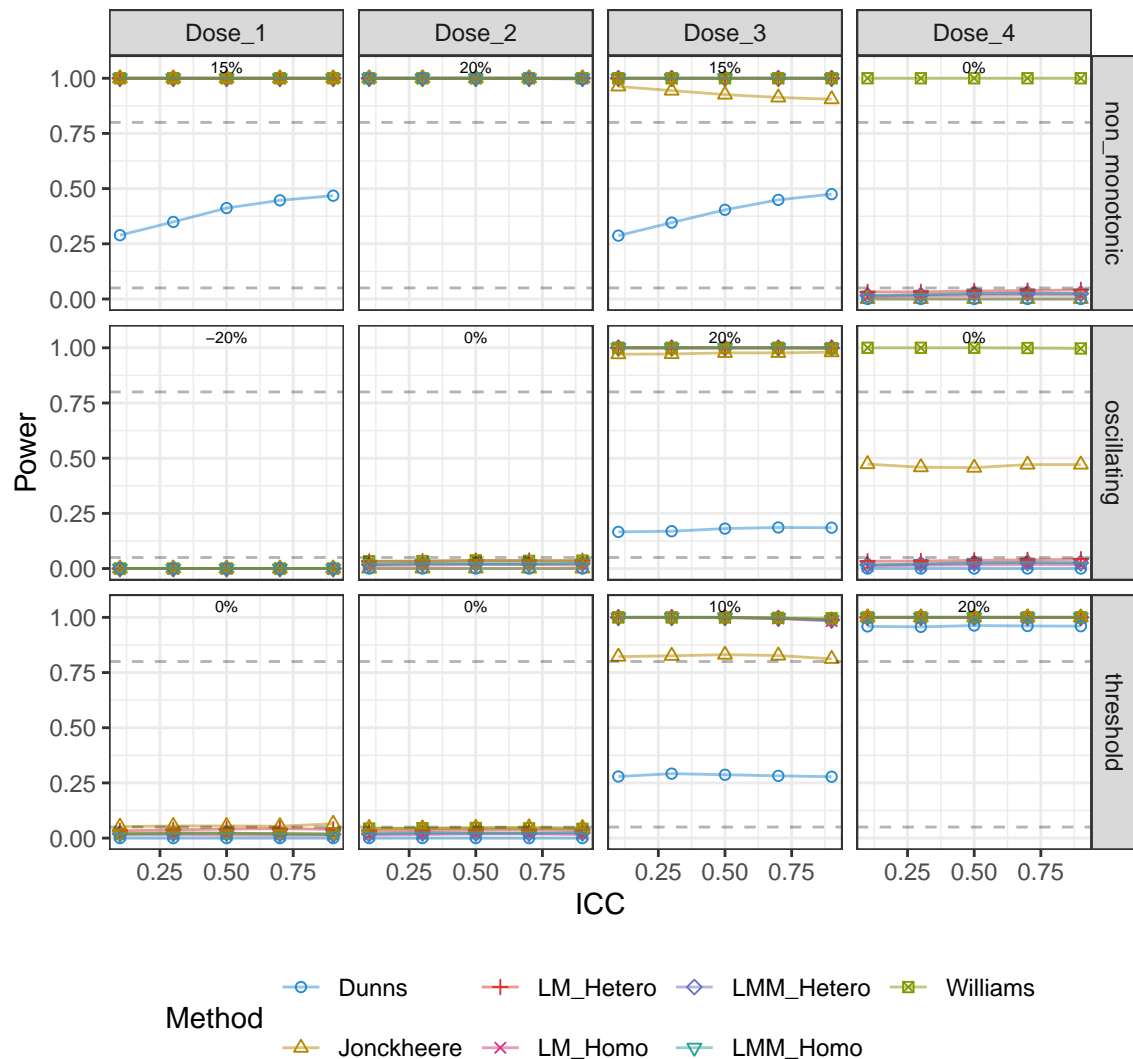 Dose_1 Dose_2 Dose_3 Dose_4
15% 20% 15% 0%
1.00
0.75
0.50
0.25
0.00
non_monotonic
−20% 0% 20% 0%
1.00
0.75
0.50
0.25
0.00
oscillating
0% 0% 10% 20%
1.00
0.75
0.50
0.25
0.00
threshold
Power
0.25 0.50 0.75 0.25 0.50 0.75 0.25 0.50 0.75 0.25 0.50 0.75
ICC
Method
Dunns LM_Hetero LMM_Hetero Williams
Jonckheere LM_Homo LMM_Homo